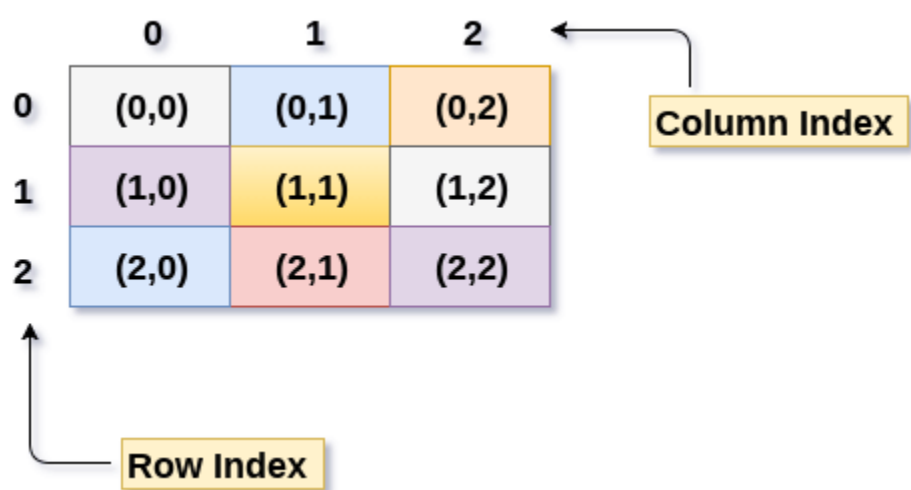 0 1 2
0 (0,0) (0,1) (0,2)
Column Index
1 (1,0) (1,1) (1,2)
2 (2,0) (2,1) (2,2)
Row Index